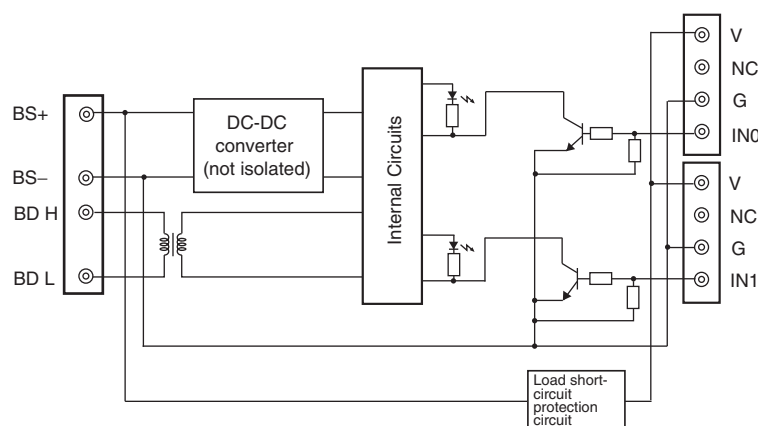 BS+
BS−
BD H
BD L
DC-DC
converter
(not isolated)
Internal Circuits
V
NC
G
IN0
V
NC
G
IN1
Load short-
circuit
protection
circuit